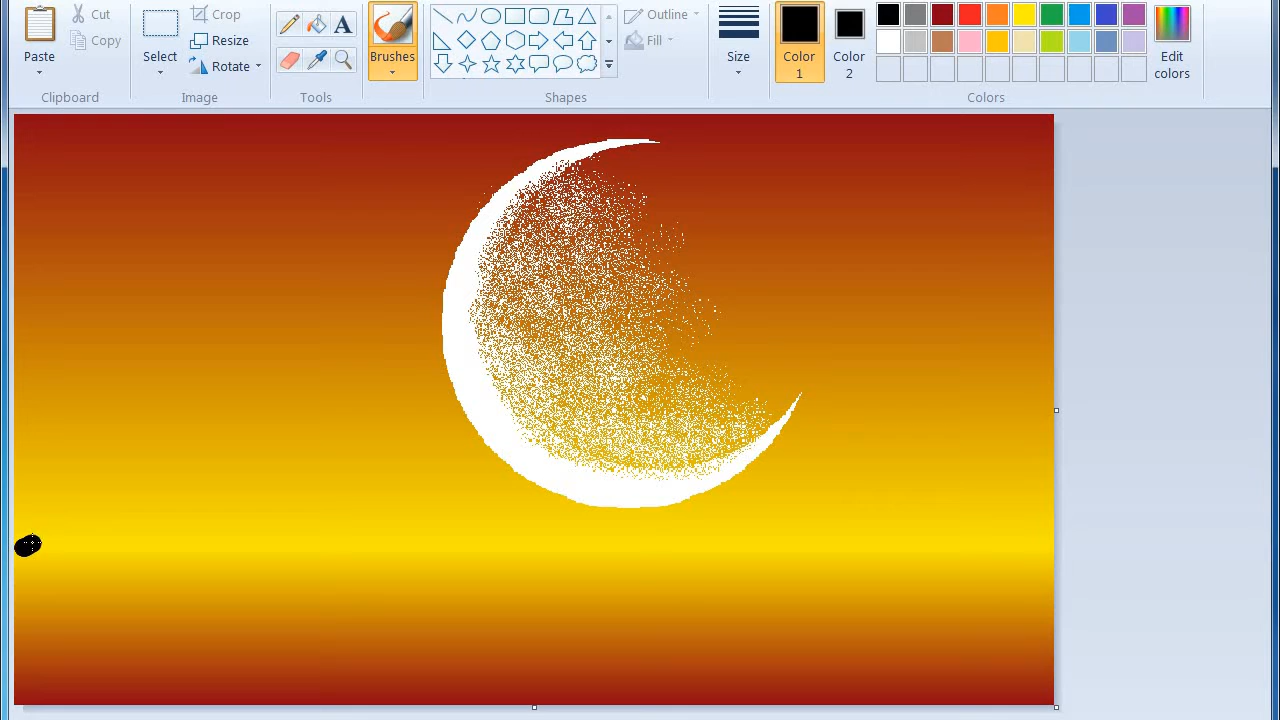 Cut
Crop
Outline
Copy
Resize
Fill
Paste
Select
Rotate
Brushes
Size
Color
1
Color
2
Edit
colors
A
Clipboard
Image
Tools
Shapes
Colors